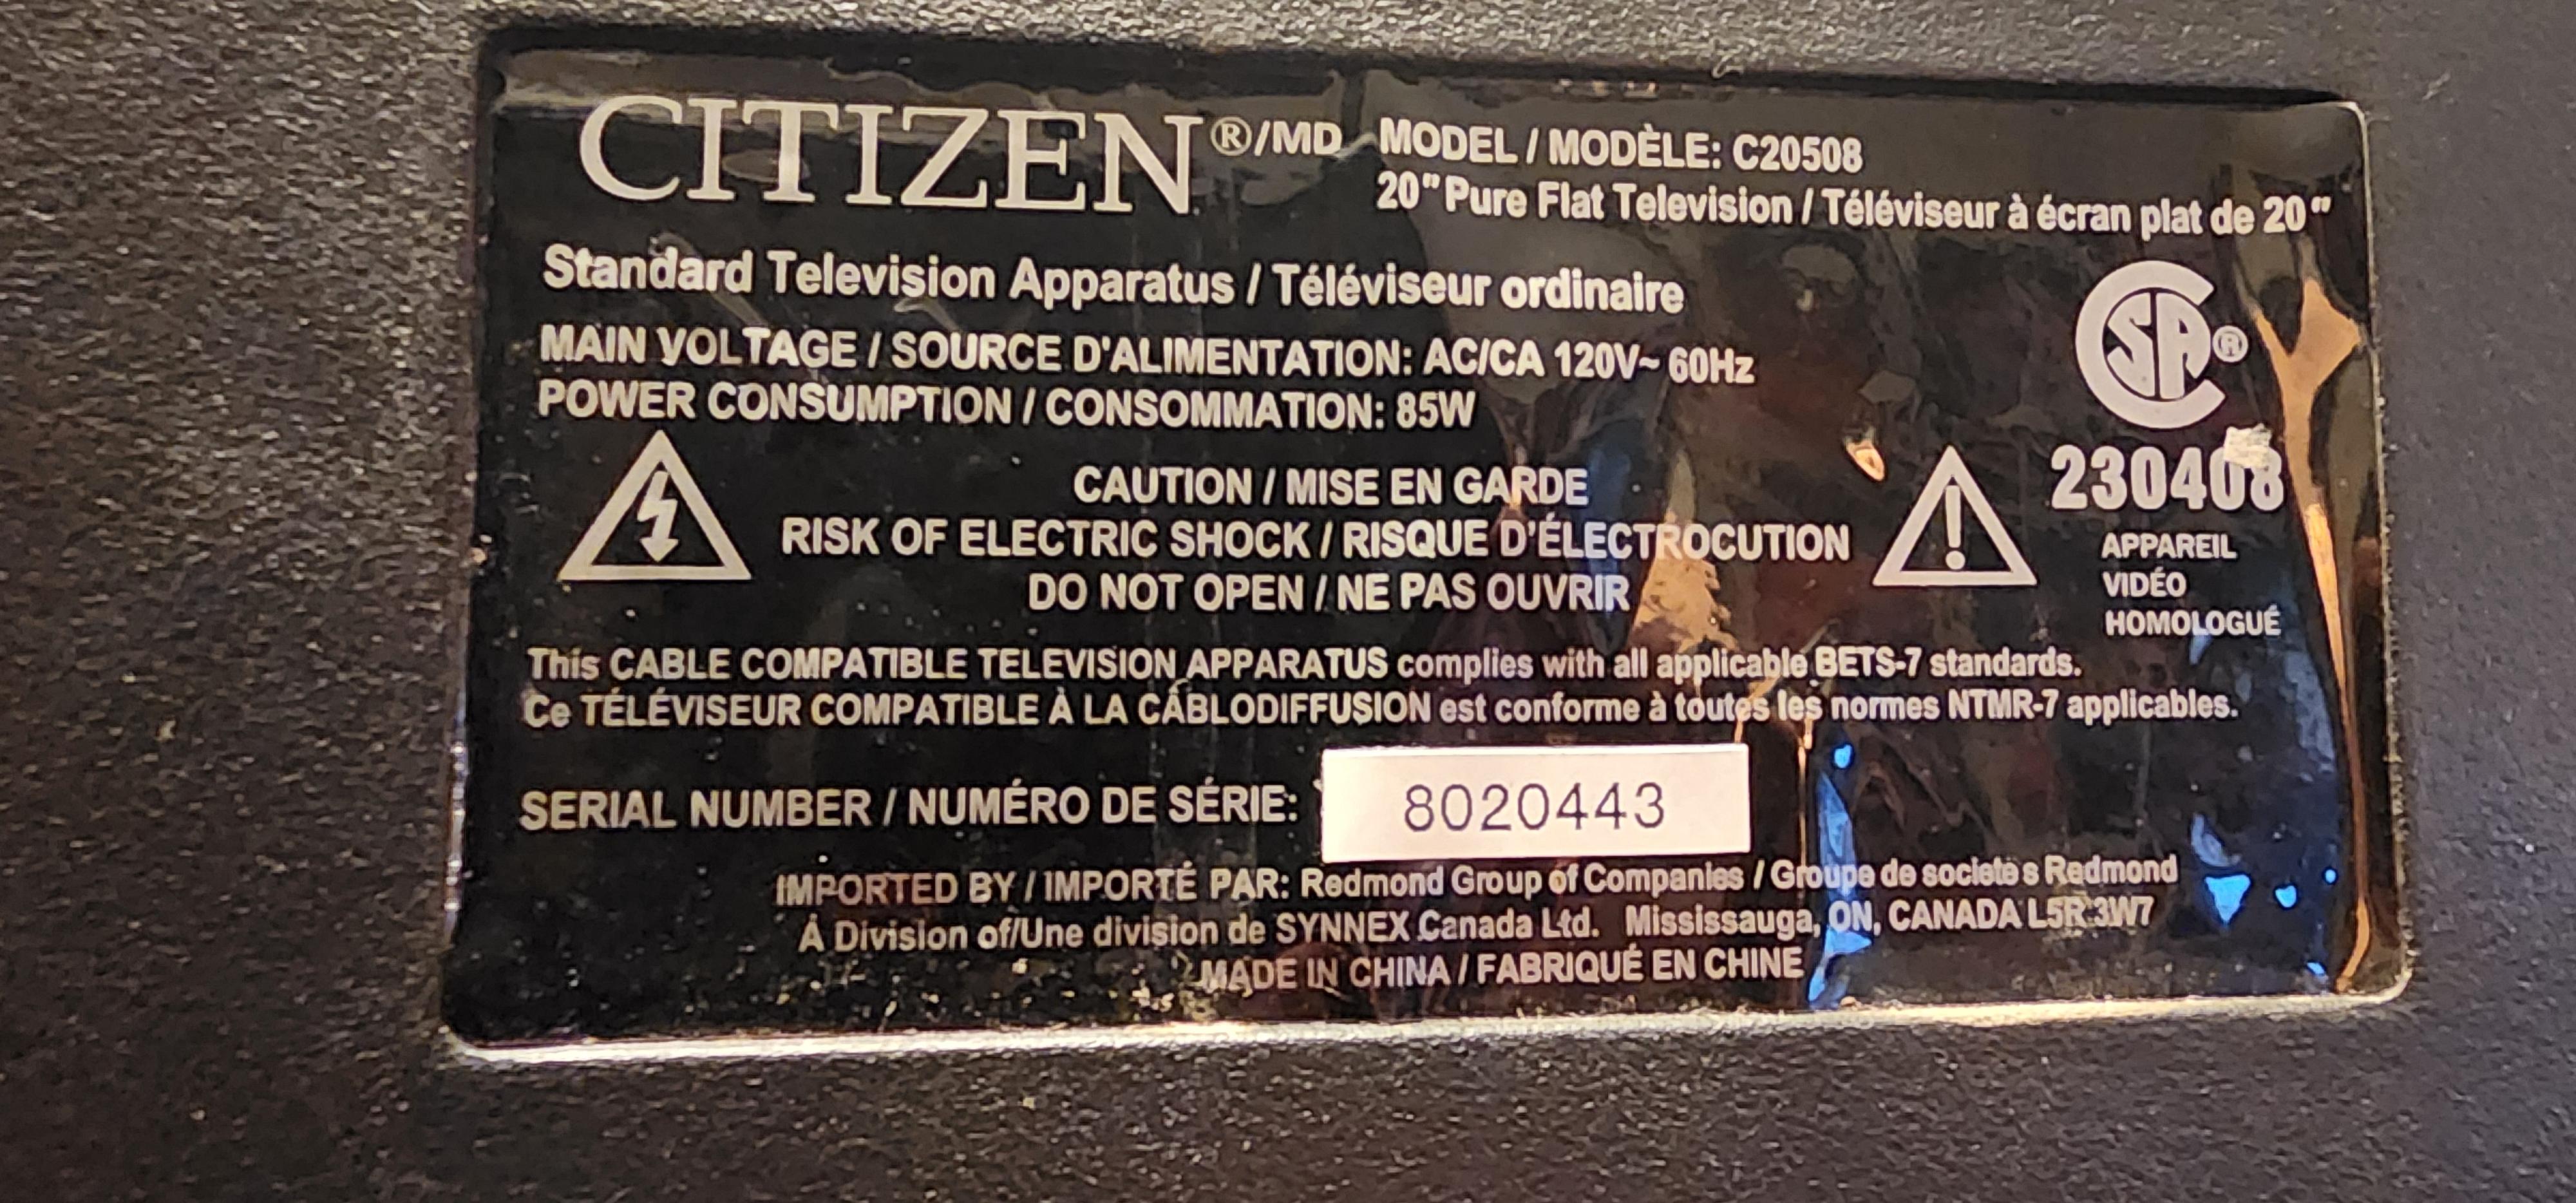 CITIZEN®/MD
MODEL / MODÈLE: C20508
20" Pure Flat Television / Téléviseur à écran plat de 20"
Standard Television Apparatus / Téléviseur ordinaire
MAIN VOLTAGE / SOURCE D'ALIMENTATION: AC/CA 120V~ 60Hz
POWER CONSUMPTION / CONSOMMATION: 85W
CSA®
230408
APPAREIL
VIDÉO
HOMOLOGUÉ
CAUTION / MISE EN GARDE
RISK OF ELECTRIC SHOCK / RISQUE D'ÉLECTROCUTION
DO NOT OPEN / NE PAS OUVRIR
This CABLE COMPATIBLE TELEVISION APPARATUS complies with all applicable BETS-7 standards.
Ce TÉLÉVISEUR COMPATIBLE À LA CÂBLODIFFUSION est conforme à toutes les normes NTMR-7 applicables.
SERIAL NUMBER / NUMÉRO DE SÉRIE: 8020443
IMPORTED BY / IMPORTÉ PAR: Redmond Group of Companies / Groupe de societe s Redmond
A Division of/Une division de SYNNEX Canada Ltd. Mississauga, ON, CANADA L5R 3W7
MADE IN CHINA / FABRIQUÉ EN CHINE